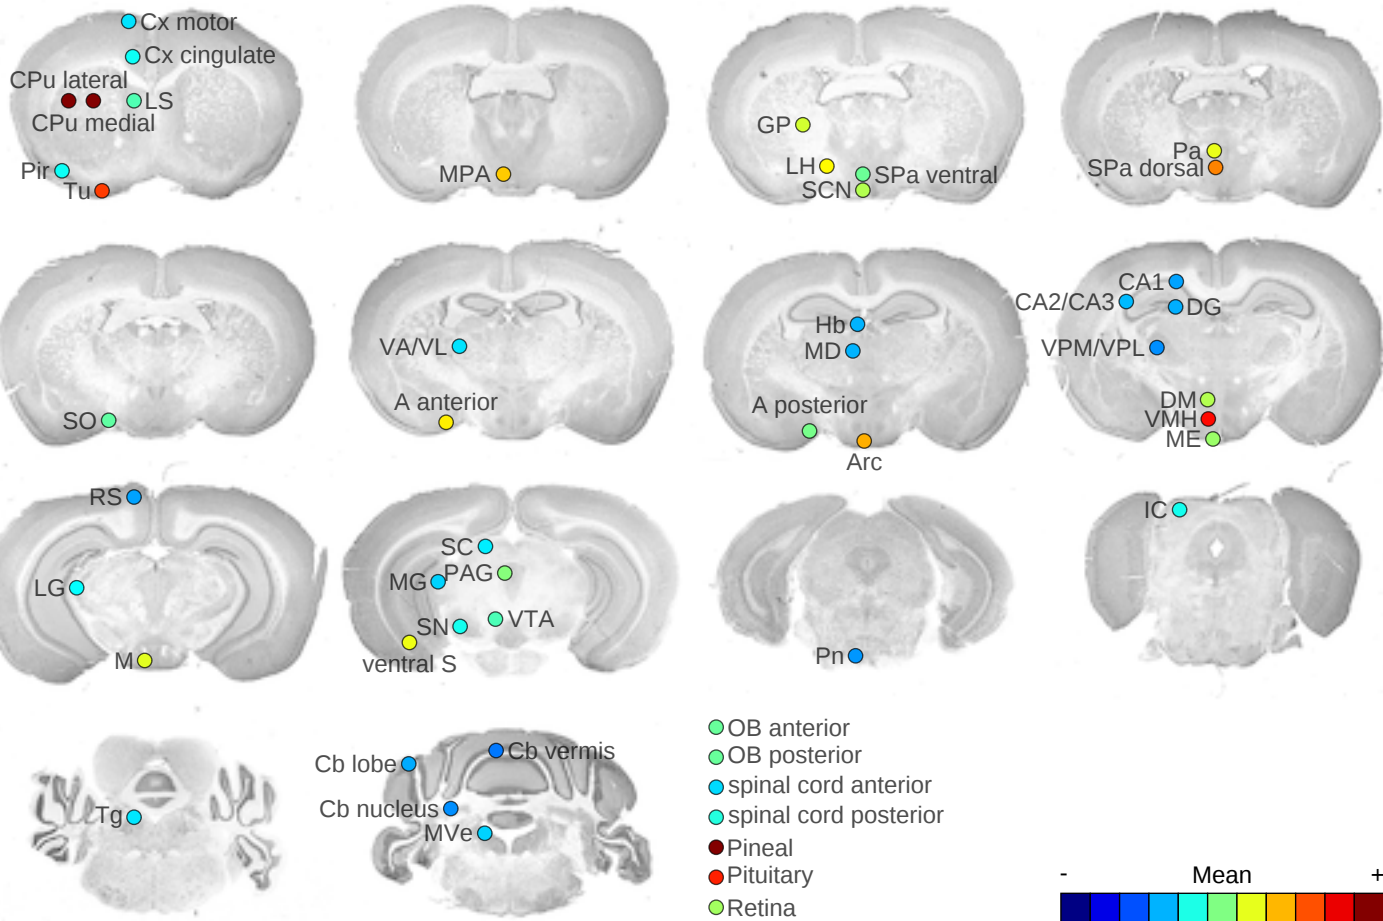 Cx motor
Cx cingulate
CPu lateral
LS
CPu medial
Pir
Tu
MPA
GP
LH
SPa ventral
SCN
Pa
SPa dorsal
SO
VA/VL
A anterior
Hb
MD
A posterior
Arc
CA1
CA2/CA3
DG
VPM/VPL
DM
VMH
ME
RS
LG
M
SC
MG
PAG
SN
VTA
ventral S
Pn
IC
Tg
Cb lobe
Cb vermis
Cb nucleus
MVe
OB anterior
OB posterior
spinal cord anterior
spinal cord posterior
Pineal
Pituitary
Retina
- Mean +